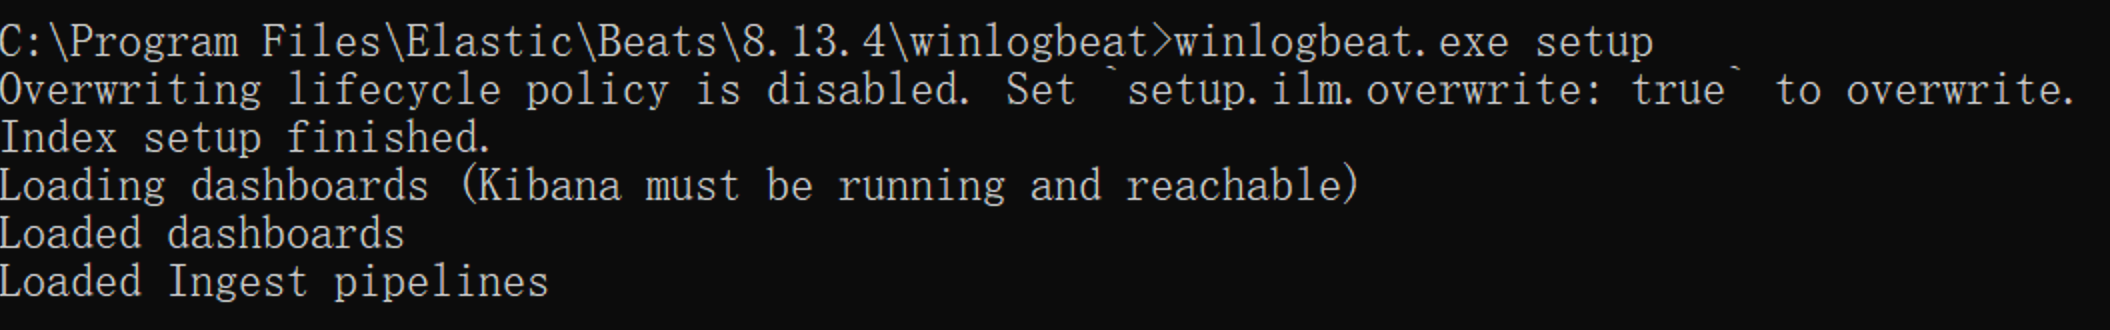 C:\Program Files\Elastic\Beats\8.13.4\winlogbeat>winlogbeat.exe setup
Overwriting lifecycle policy is disabled. Set `setup.ilm.overwrite: true` to overwrite.
Index setup finished.
Loading dashboards (Kibana must be running and reachable)
Loaded dashboards
Loaded Ingest pipelines